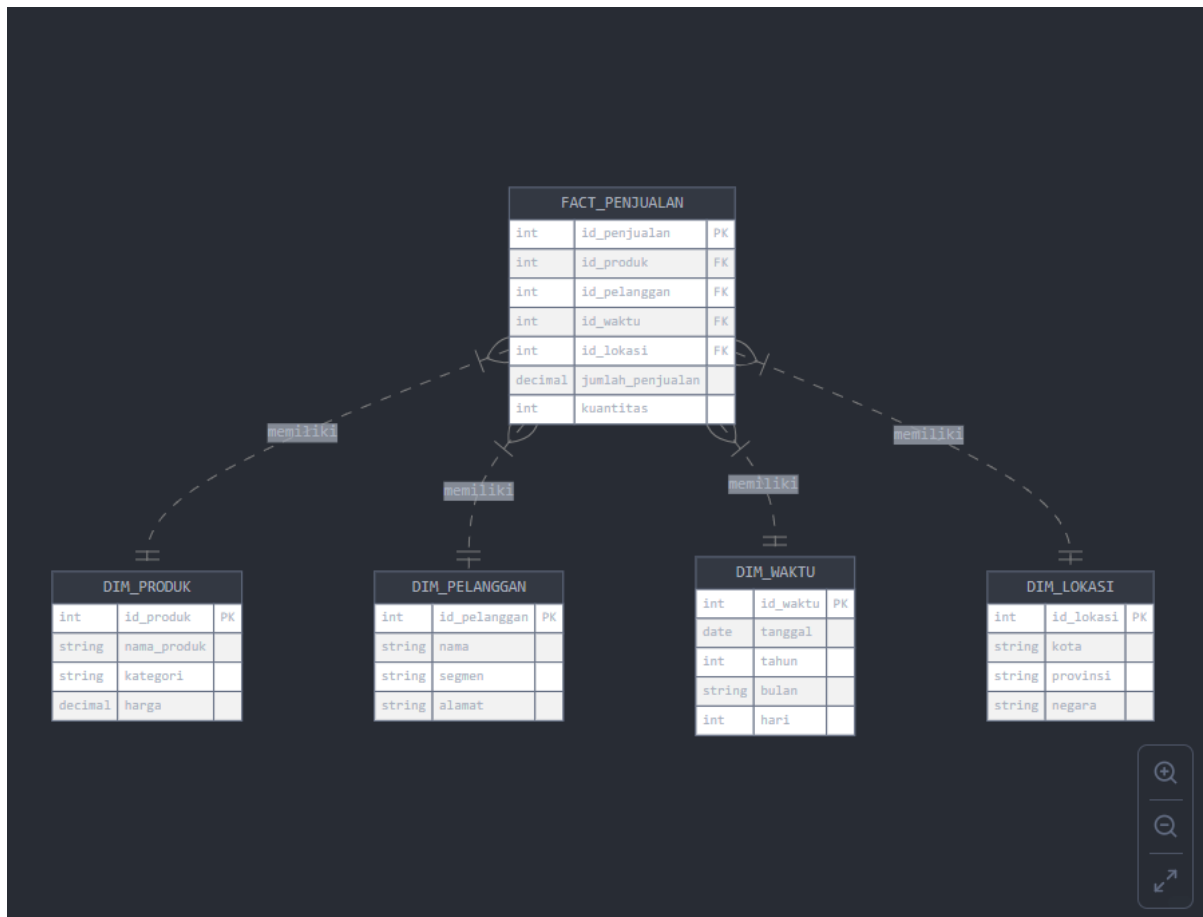 FACT_PENJUALAN
int id_penjualan PK
int id_produk FK
int id_pelanggan FK
int id_waktu FK
int id_lokasi FK
decimal jumlah_penjualan
int kuantitas
memiliki
memiliki
memiliki
memiliki
DIM_PRODUK
int id_produk PK
string nama_produk
string kategori
decimal harga
DIM_PELANGGAN
int id_pelanggan PK
string nama
string segmen
string alamat
DIM_WAKTU
int id_waktu PK
date tanggal
int tahun
string bulan
int hari
DIM_LOKASI
int id_lokasi PK
string kota
string provinsi
string negara